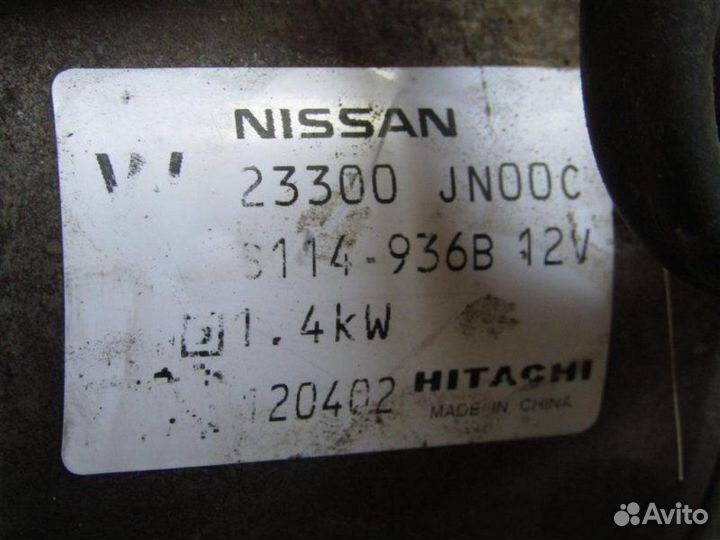 NISSAN
23300 JN00C
S114-936B 12V
1.4kW
120402 HITACHI
MADE IN CHINA
Avito